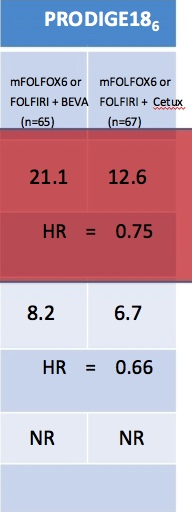 PRODIGE18₆
mFOLFOX6 or mFOLFOX6 or
FOLFIRI + BEVA FOLFIRI + Cetux
(n=65) (n=67)
21.1 12.6
HR = 0.75
8.2 6.7
HR = 0.66
NR NR